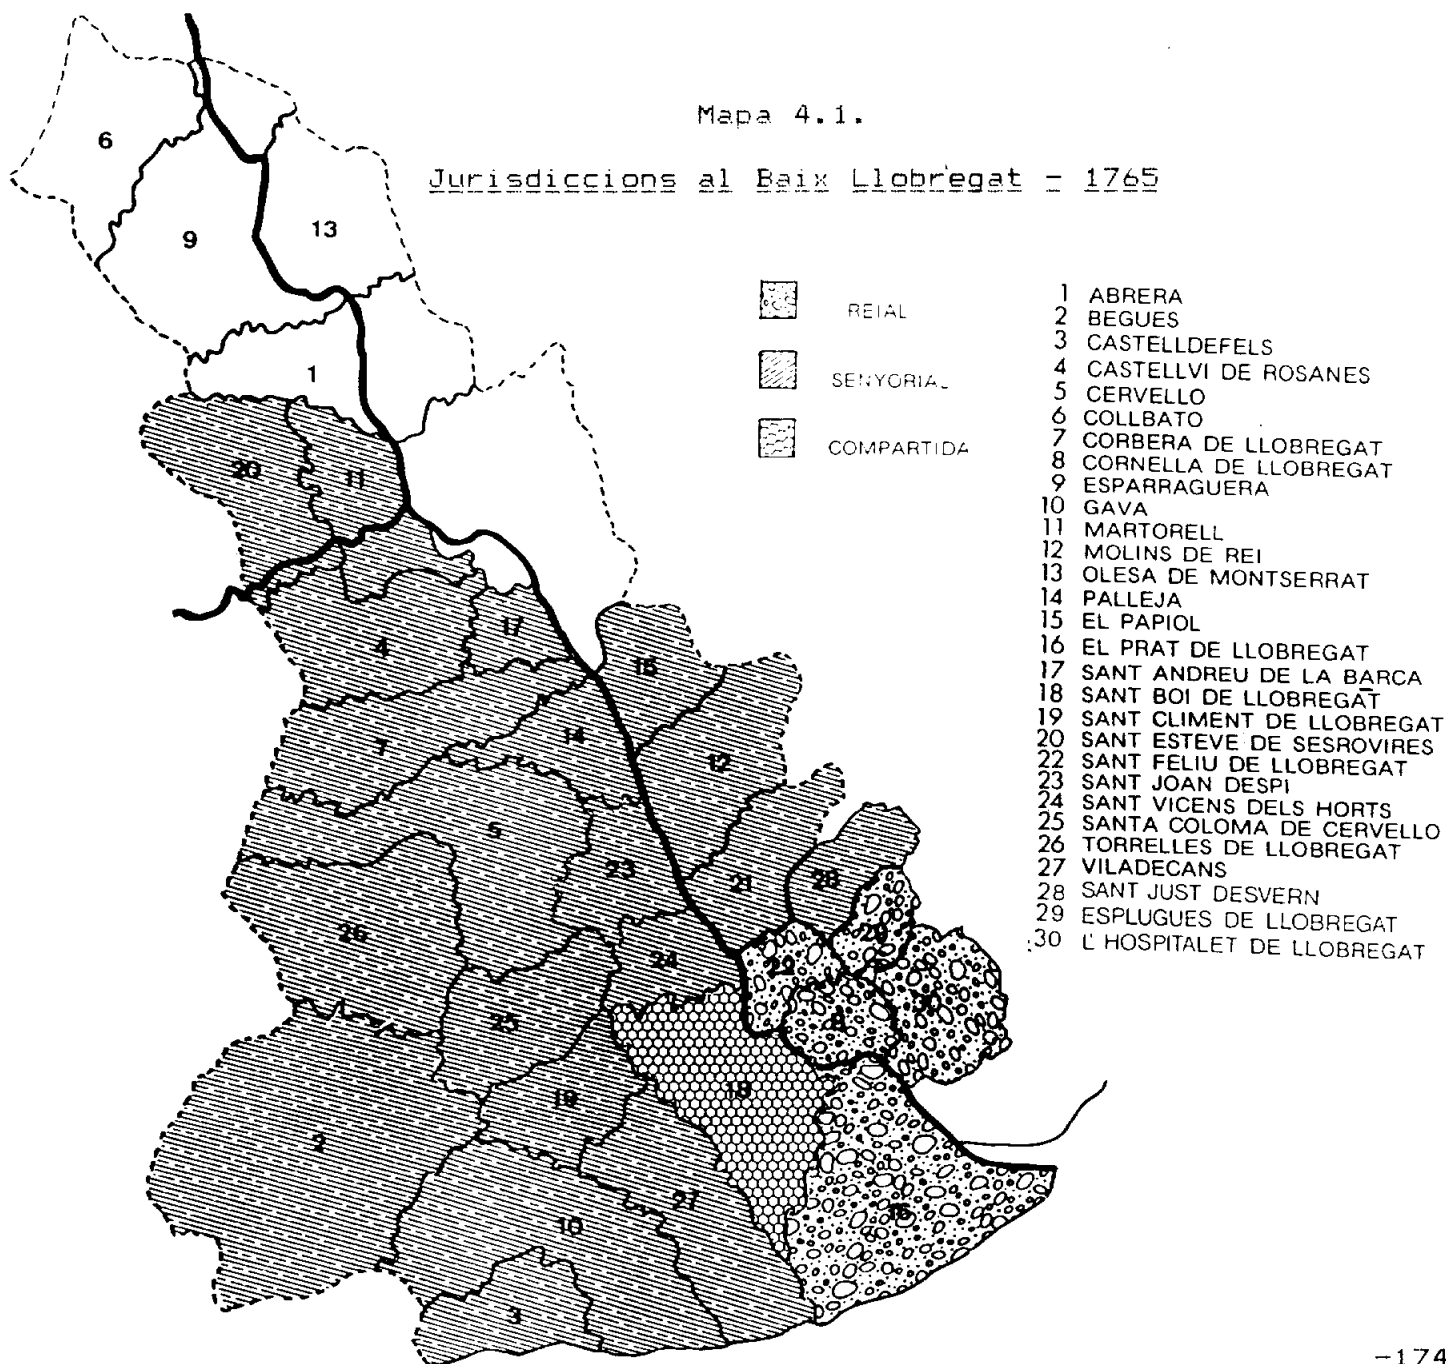 Mapa 4.1.
Jurisdiccions al Baix Llobregat - 1765
REIAL
SENYORIAL
COMPARTIDA
1 ABRERA
2 BEGUES
3 CASTELLDEFELS
4 CASTELLVI DE ROSANES
5 CERVELLO
6 COLLBATO
7 CORBERA DE LLOBREGAT
8 CORNELLA DE LLOBREGAT
9 ESPARRAGUERA
10 GAVA
11 MARTORELL
12 MOLINS DE REI
13 OLESA DE MONTSERRAT
14 PALLEJA
15 EL PAPIOL
16 EL PRAT DE LLOBREGAT
17 SANT ANDREU DE LA BARCA
18 SANT BOI DE LLOBREGAT
19 SANT CLIMENT DE LLOBREGAT
20 SANT ESTEVE DE SESROVIRES
22 SANT FELIU DE LLOBREGAT
23 SANT JOAN DESPI
24 SANT VICENS DELS HORTS
25 SANTA COLOMA DE CERVELLO
26 TORRELLES DE LLOBREGAT
27 VILADECANS
28 SANT JUST DESVERN
29 ESPLUGUES DE LLOBREGAT
30 L'HOSPITALET DE LLOBREGAT
6
9
13
1
20
11
4
17
15
7
14
12
5
23
21
28
29
26
24
22
30
25
8
19
18
2
27
10
16
3
-174